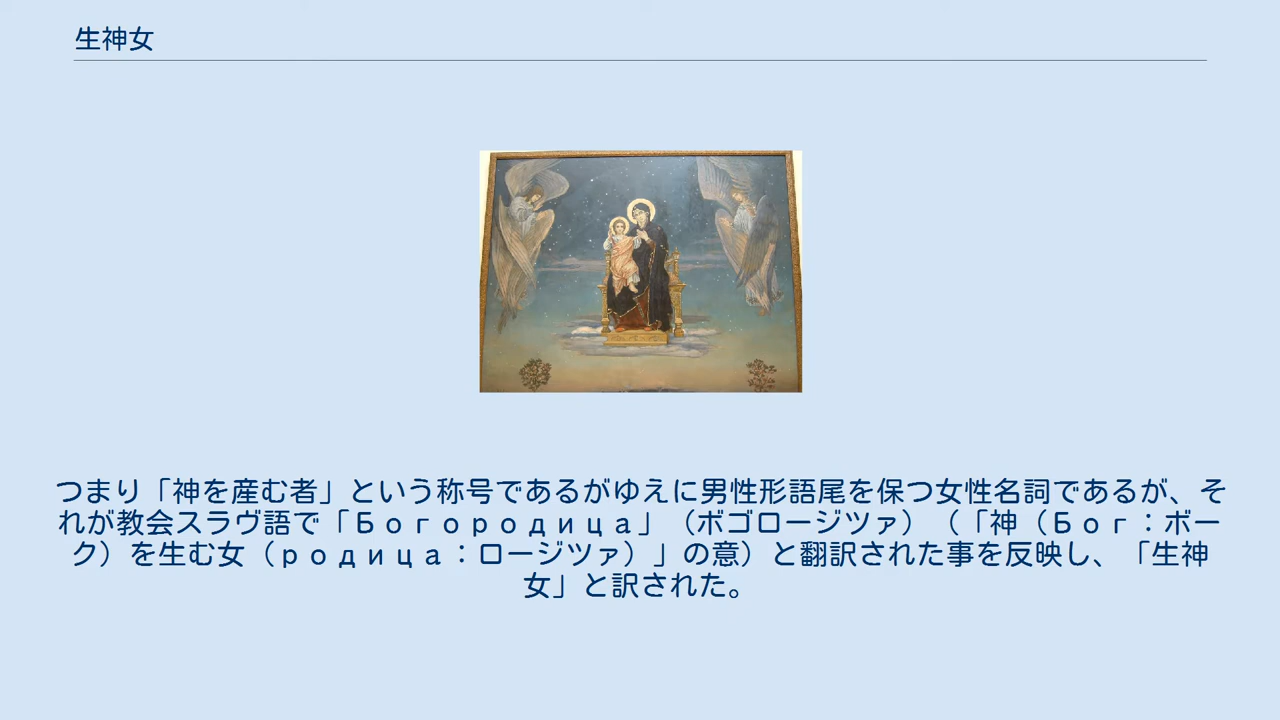 生神女
つまり「神を産む者」という称号であるがゆえに男性形語尾を保つ女性名詞であるが、そ
れが教会スラヴ語で「Богородица」（ボゴロージツァ）（「神（Бог：ボー
ク）を生む女（родица：ロージツァ）」の意）と翻訳された事を反映し、「生神
女」と訳された。